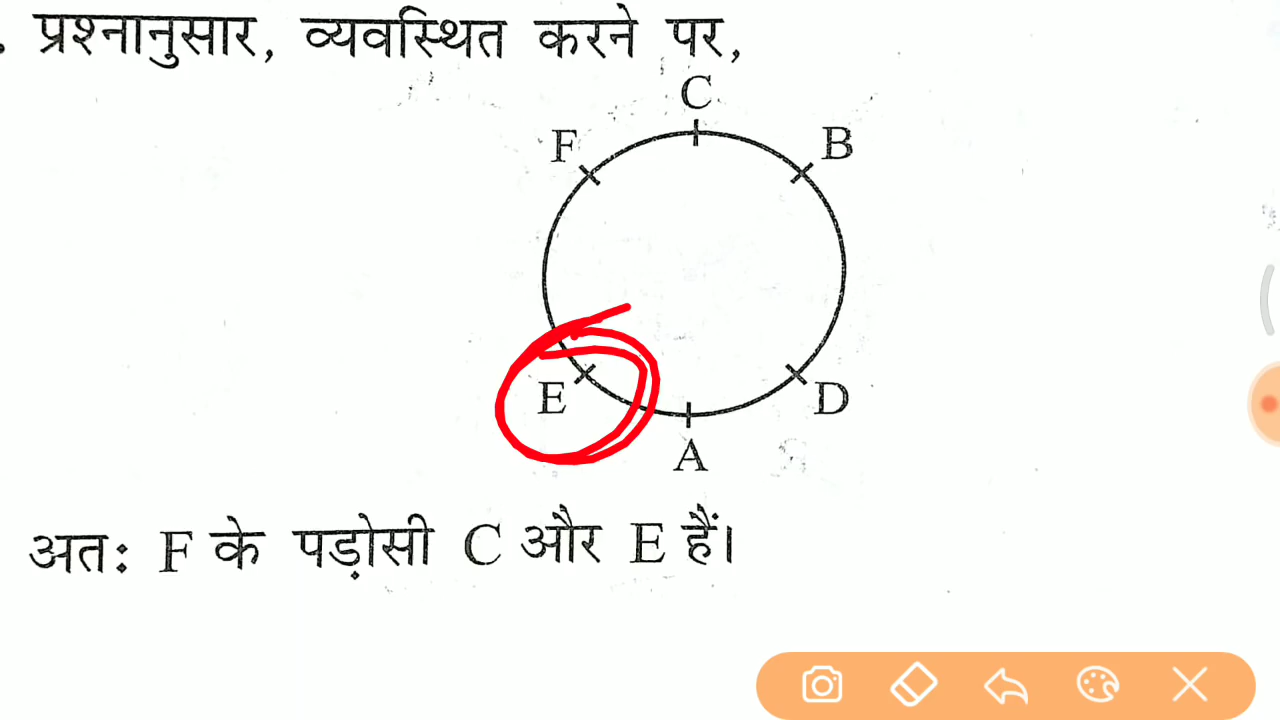 . प्रश्नानुसार, व्यवस्थित करने पर,
C
F
B
E
D
A
अतः F के पड़ोसी C और E हैं।